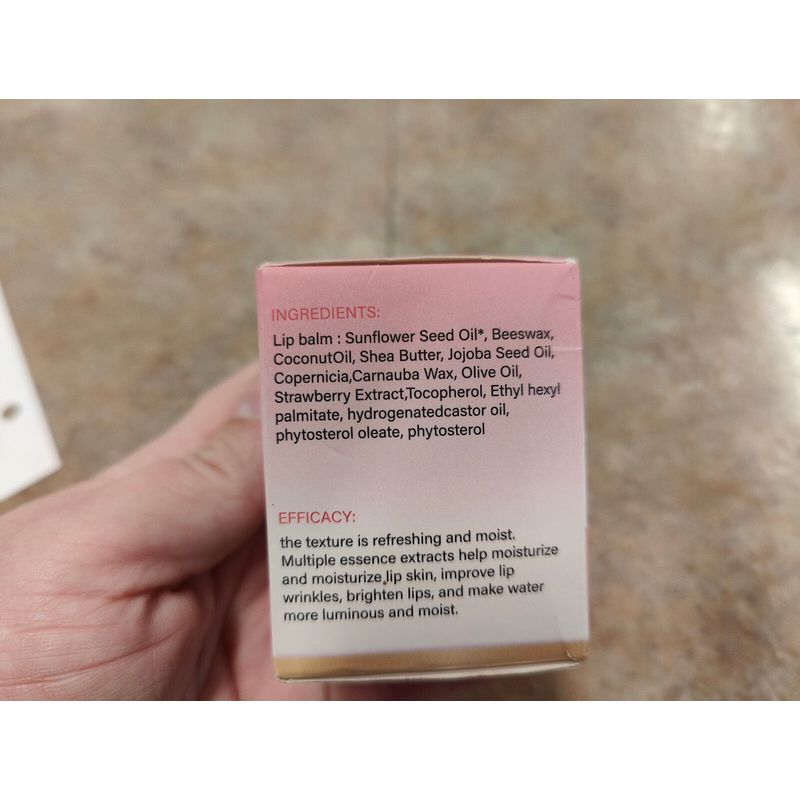 INGREDIENTS:
Lip balm : Sunflower Seed Oil*, Beeswax,
CoconutOil, Shea Butter, Jojoba Seed Oil,
Copernicia,Carnauba Wax, Olive Oil,
Strawberry Extract,Tocopherol, Ethyl hexyl
palmitate, hydrogenatedcastor oil,
phytosterol oleate, phytosterol
EFFICACY:
the texture is refreshing and moist.
Multiple essence extracts help moisturize
and moisturize lip skin, improve lip
wrinkles, brighten lips, and make water
more luminous and moist.